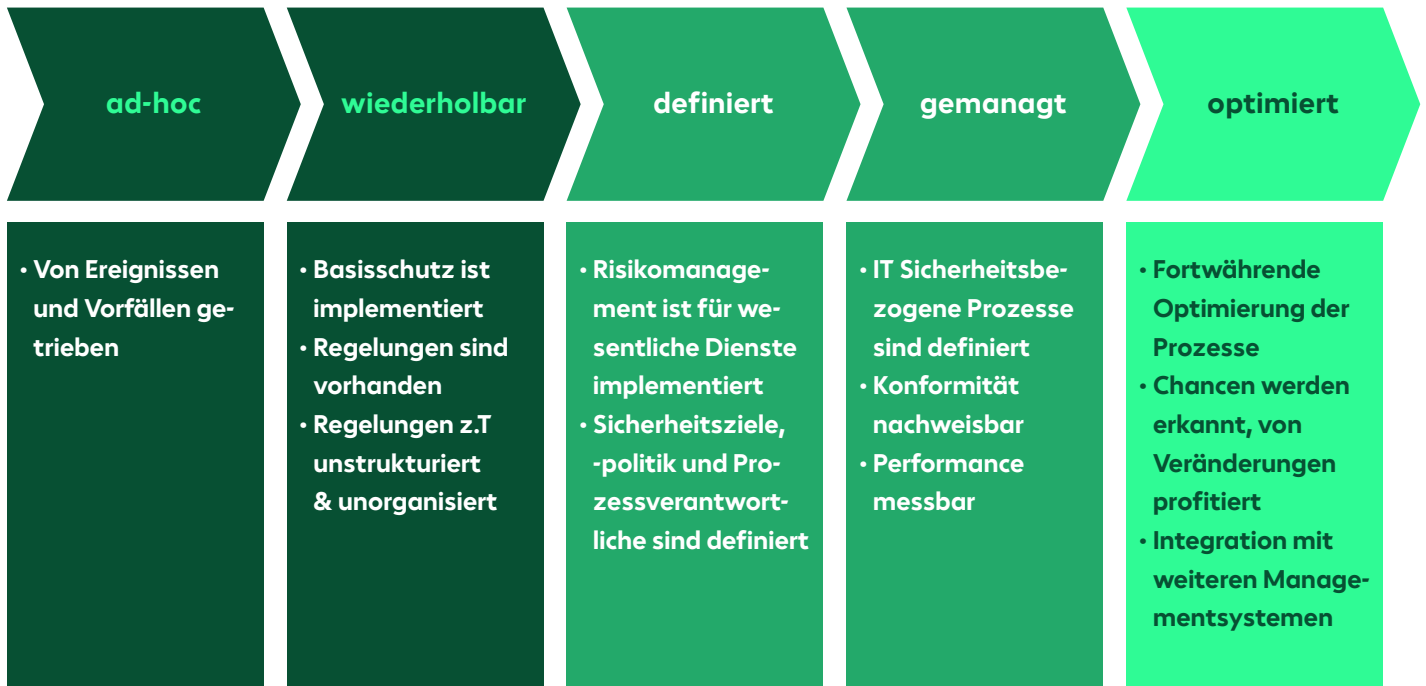 ad-hoc
wiederholbar
definiert
gemanagt
optimiert
· Von Ereignissen
und Vorfällen ge-
trieben
· Basisschutz ist
implementiert
· Regelungen sind
vorhanden
· Regelungen z.T
unstrukturiert
& unorganisiert
· Risikomanage-
ment ist für we-
sentliche Dienste
implementiert
· Sicherheitsziele,
-politik und Pro-
zessverantwort-
liche sind definiert
· IT Sicherheitsbe-
zogene Prozesse
sind definiert
· Konformität
nachweisbar
· Performance
messbar
· Fortwährende
Optimierung der
Prozesse
· Chancen werden
erkannt, von
Veränderungen
profitiert
· Integration mit
weiteren Manage-
mentsystemen